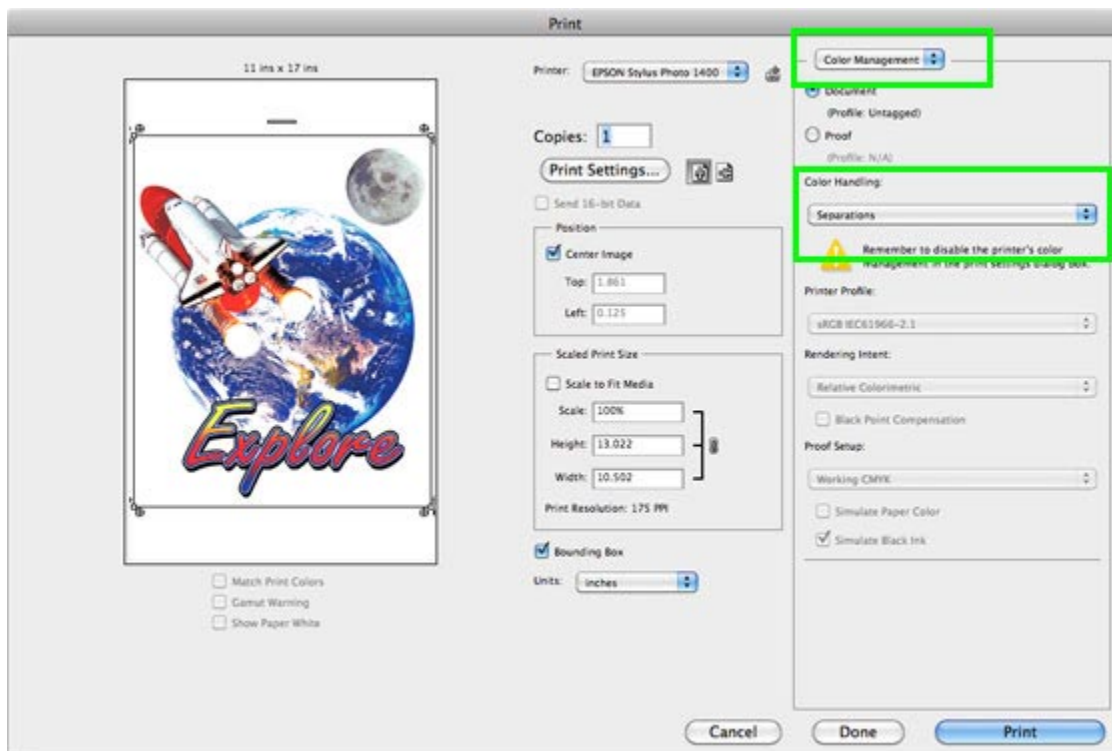 Print
11 ins x 17 ins
Explore
Match Print Colors
Gamut Warning
Show Paper White
Printer: EPSON Stylus Photo 1400
Copies: 1
Print Settings...
Send 16-bit Data
Position
Center Image
Top: 1.861
Left: 0.125
Scaled Print Size
Scale to Fit Media
Scale: 100%
Height: 13.022
Width: 10.502
Print Resolution: 175 PPI
Bounding Box
Units: inches
Color Management
Document
(Profile: Untagged)
Proof
(Profile: N/A)
Color Handling:
Separations
Remember to disable the printer's color
management in the print settings dialog box.
Printer Profile:
sRGB IEC61966-2.1
Rendering Intent:
Relative Colorimetric
Black Point Compensation
Proof Setup:
Working CMYK
Simulate Paper Color
Simulate Black Ink
Cancel
Done
Print